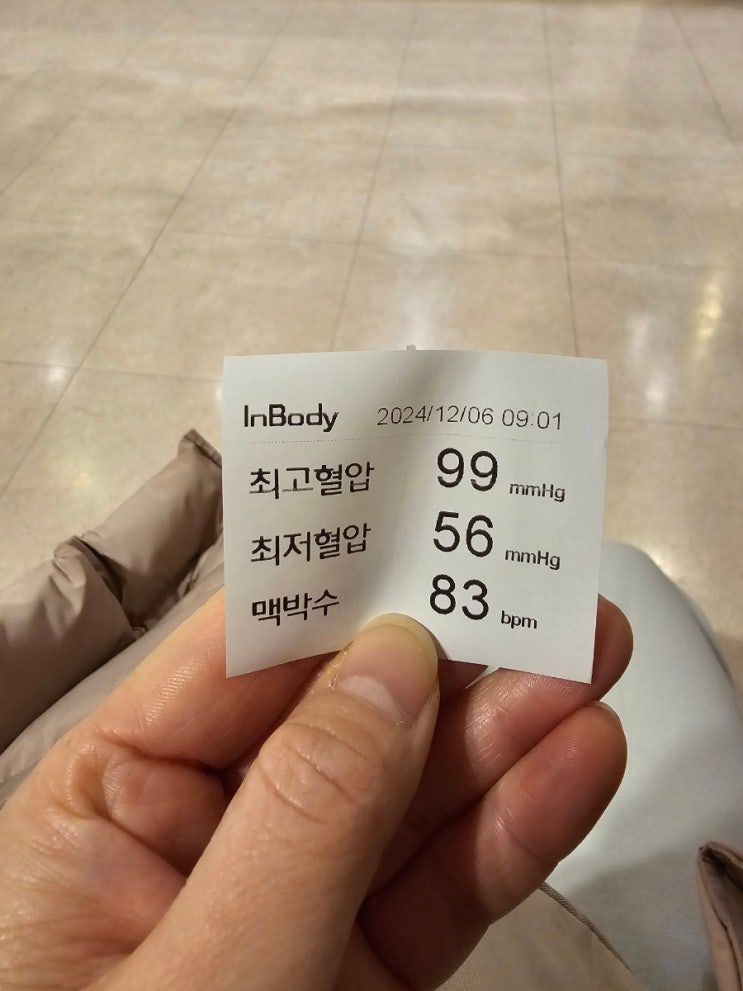 InBody 2024/12/06 09:01
최고혈압 99 mmHg
최저혈압 56 mmHg
맥박수 83 bpm